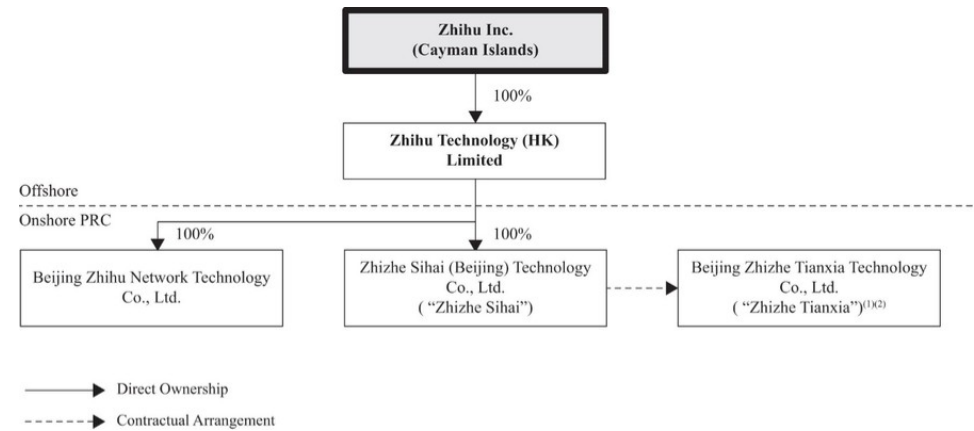 Zhihu Inc.
(Cayman Islands)
100%
Zhihu Technology (HK)
Limited
Offshore
Onshore PRC
100%
100%
Beijing Zhihu Network Technology
Co., Ltd.
Zhizhe Sihai (Beijing) Technology
Co., Ltd.
( “Zhizhe Sihai”)
Beijing Zhizhe Tianxia Technology
Co., Ltd.
( “Zhizhe Tianxia”)(1)(2)
Direct Ownership
Contractual Arrangement